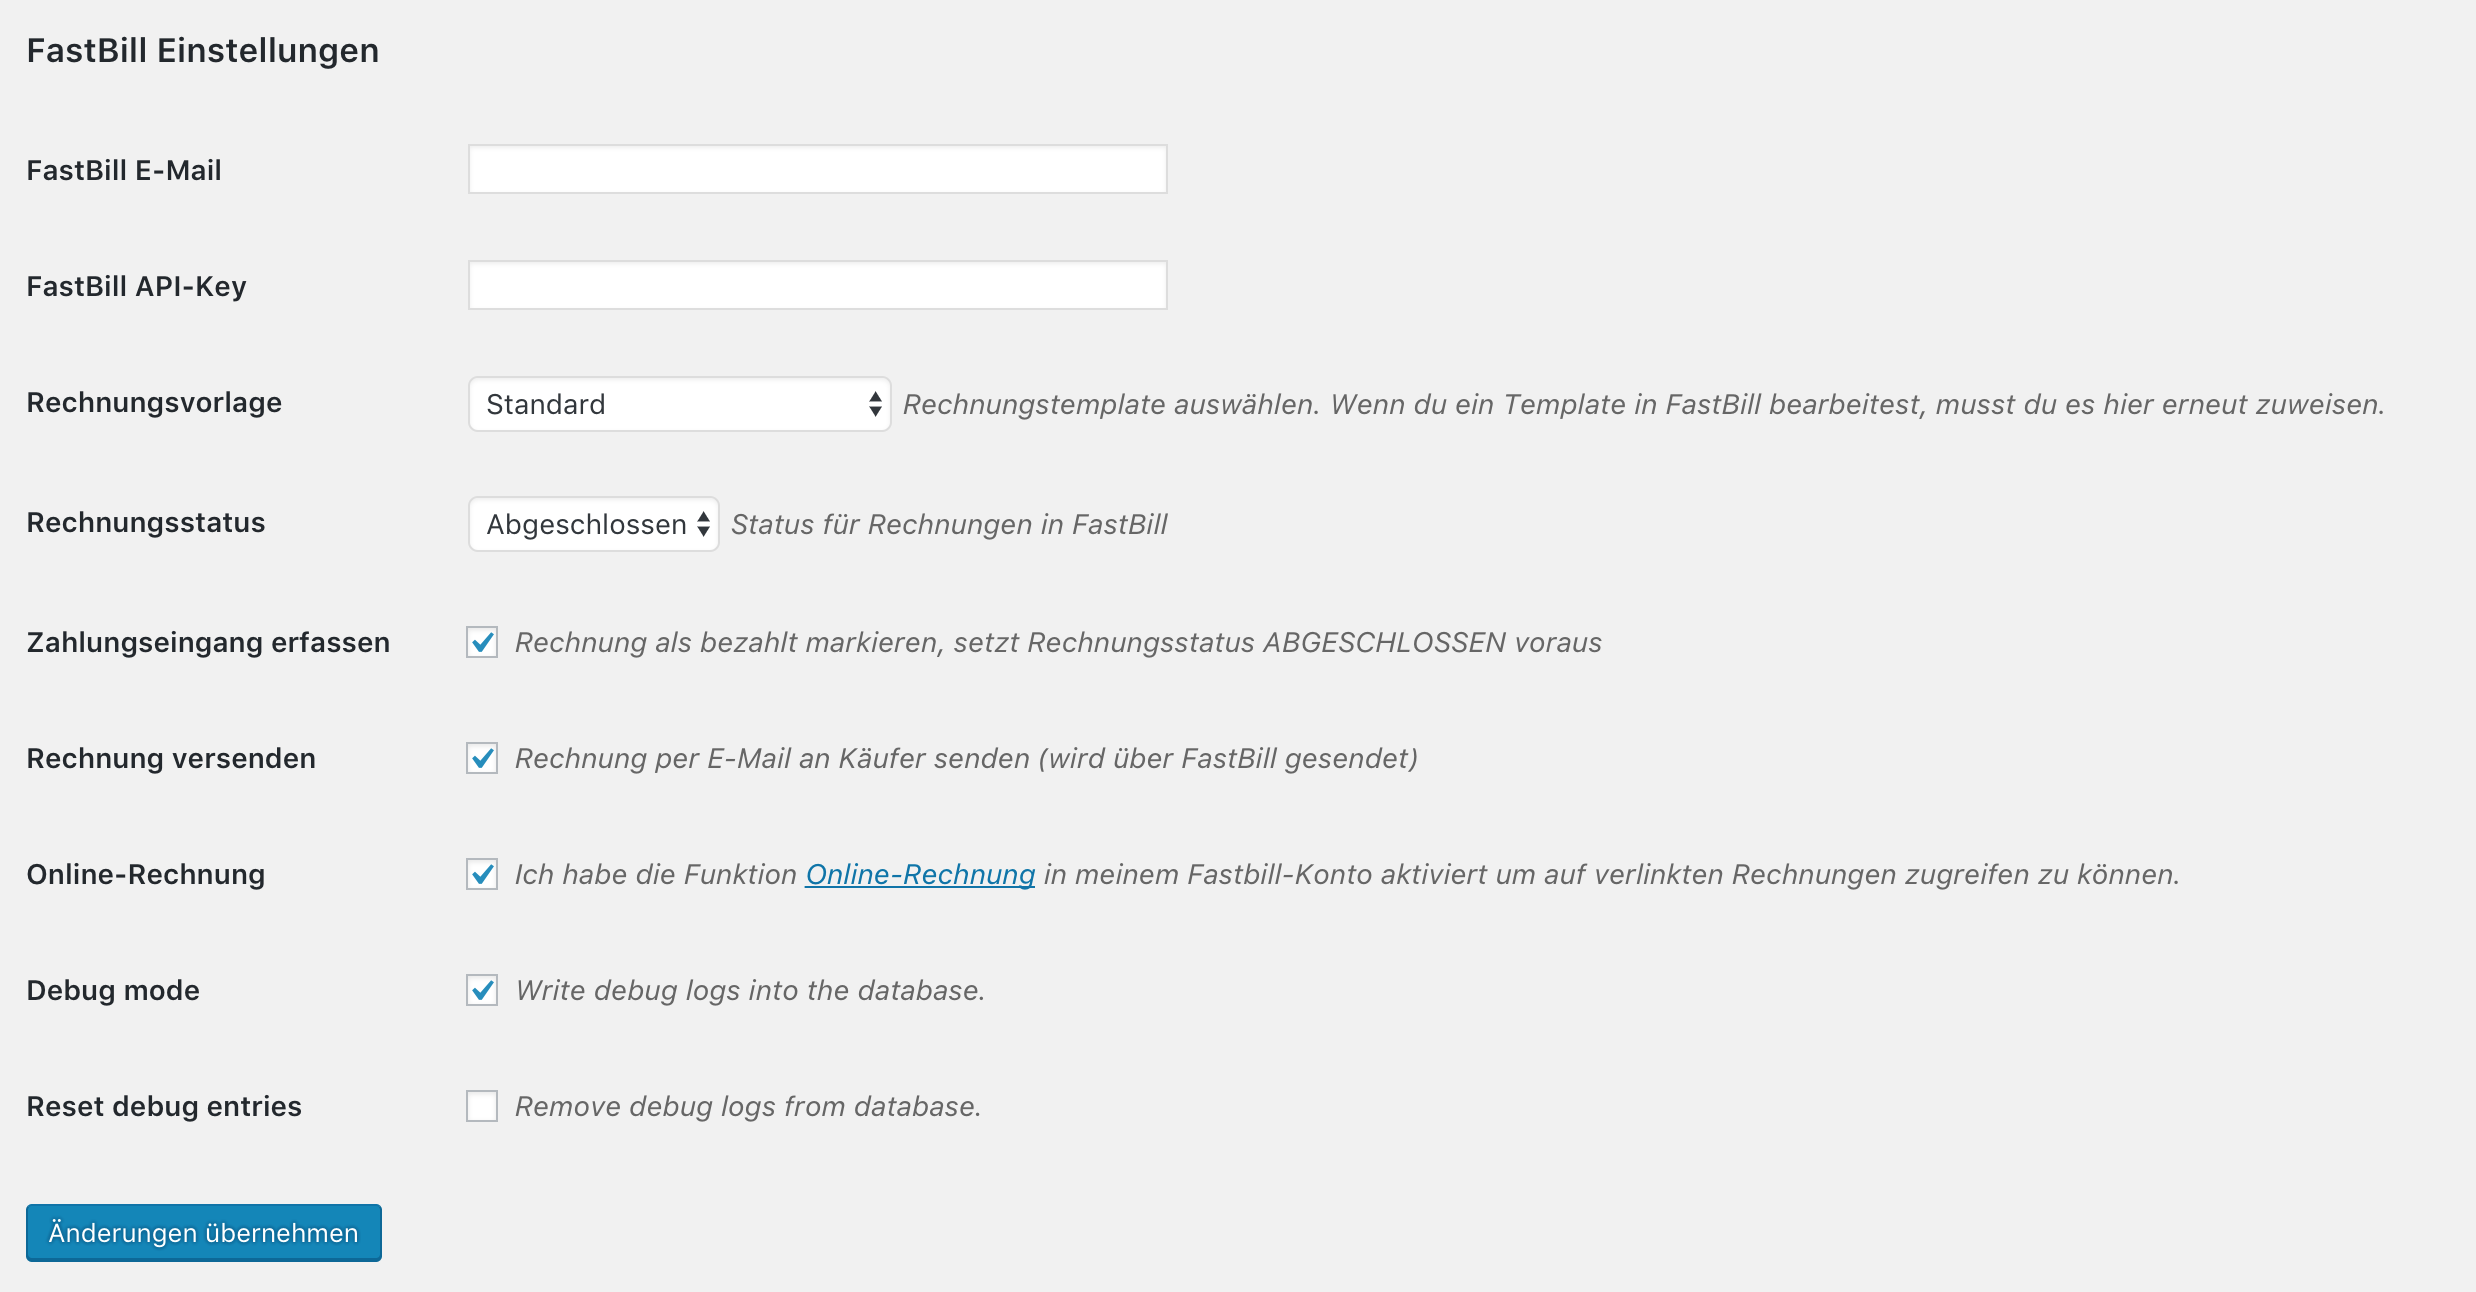 FastBill Einstellungen
FastBill E-Mail
FastBill API-Key
Rechnungsvorlage Standard Rechnungstemplate auswählen. Wenn du ein Template in FastBill bearbeitest, musst du es hier erneut zuweisen.
Rechnungsstatus Abgeschlossen Status für Rechnungen in FastBill
Zahlungseingang erfassen Rechnung als bezahlt markieren, setzt Rechnungsstatus ABGESCHLOSSEN voraus
Rechnung versenden Rechnung per E-Mail an Käufer senden (wird über FastBill gesendet)
Online-Rechnung Ich habe die Funktion Online-Rechnung in meinem Fastbill-Konto aktiviert um auf verlinkten Rechnungen zugreifen zu können.
Debug mode Write debug logs into the database.
Reset debug entries Remove debug logs from database.
Änderungen übernehmen